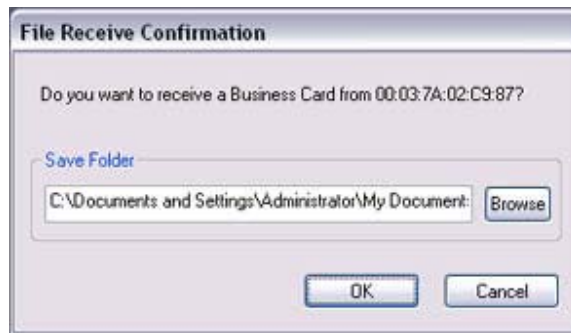 File Receive Confirmation
Do you want to receive a Business Card from 00:03:7A:02:C9:87?
Save Folder
C:\Documents and Settings\Administrator\My Document:
Browse
OK
Cancel